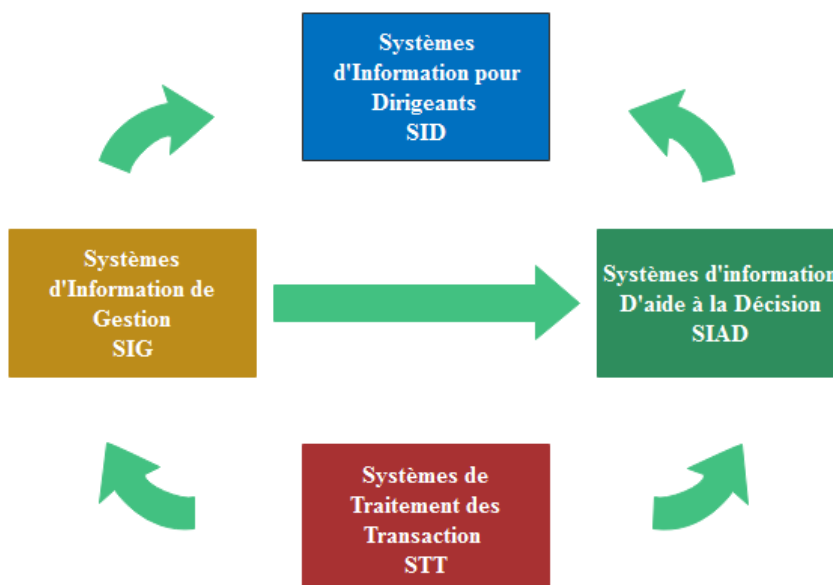 Systèmes
d'Information pour
Dirigeants
SID
Systèmes
d'Information de
Gestion
SIG
Systèmes d'information
D'aide à la Décision
SIAD
Systèmes de
Traitement des
Transaction
STT